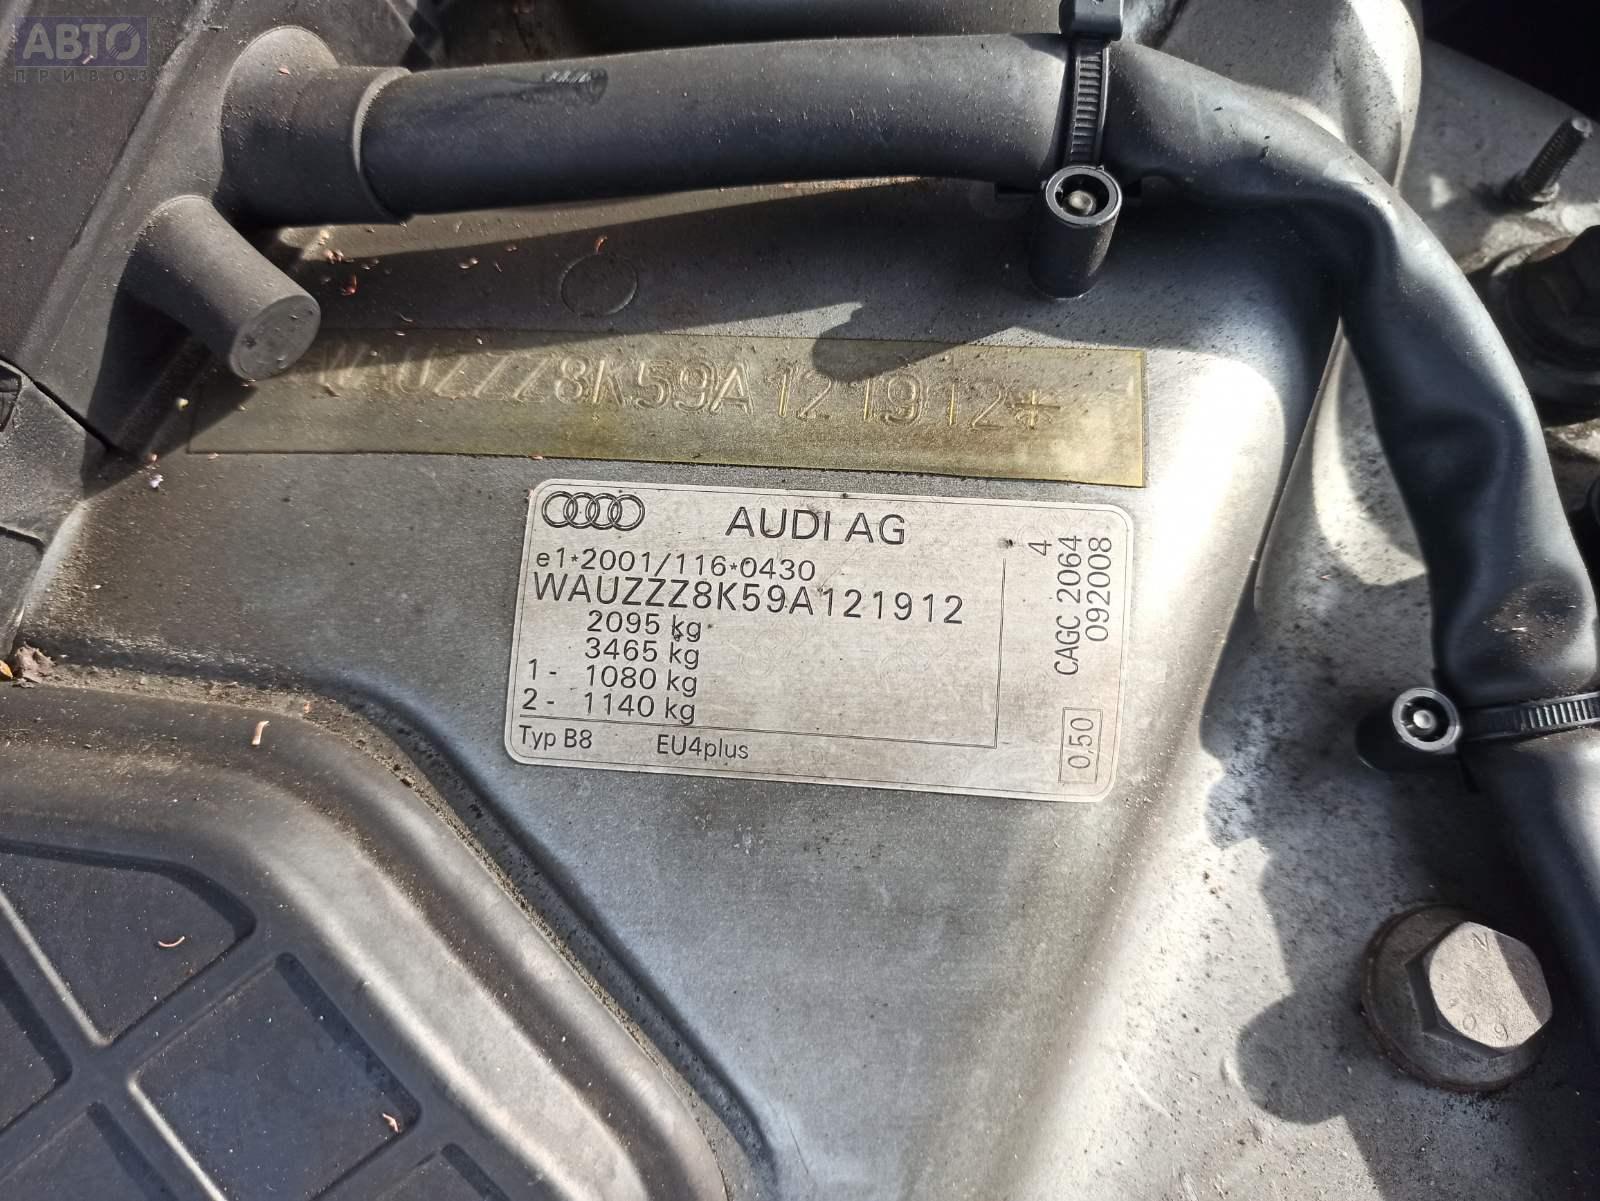 АВТО
ПРИВОЗ
WAUZZZ8K59A121912*
AUDI AG
e1*2001/116*0430
WAUZZZ8K59A121912
2095 kg
3465 kg
1 - 1080 kg
2 - 1140 kg
Typ B8 EU4plus
4
CAGC 2064
092008
0,50